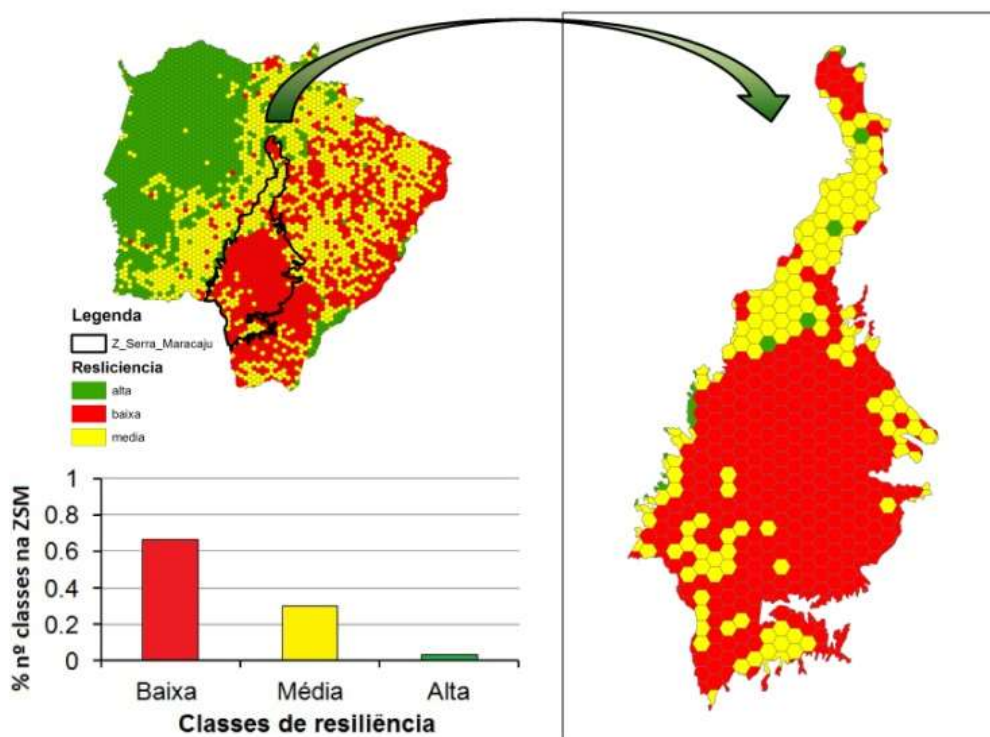 Legenda
Z_Serra_Maracaju
Resliciencia
alta
baixa
media
% nº classes na ZSM
1
0.8
0.6
0.4
0.2
0
Baixa
Média
Alta
Classes de resiliência